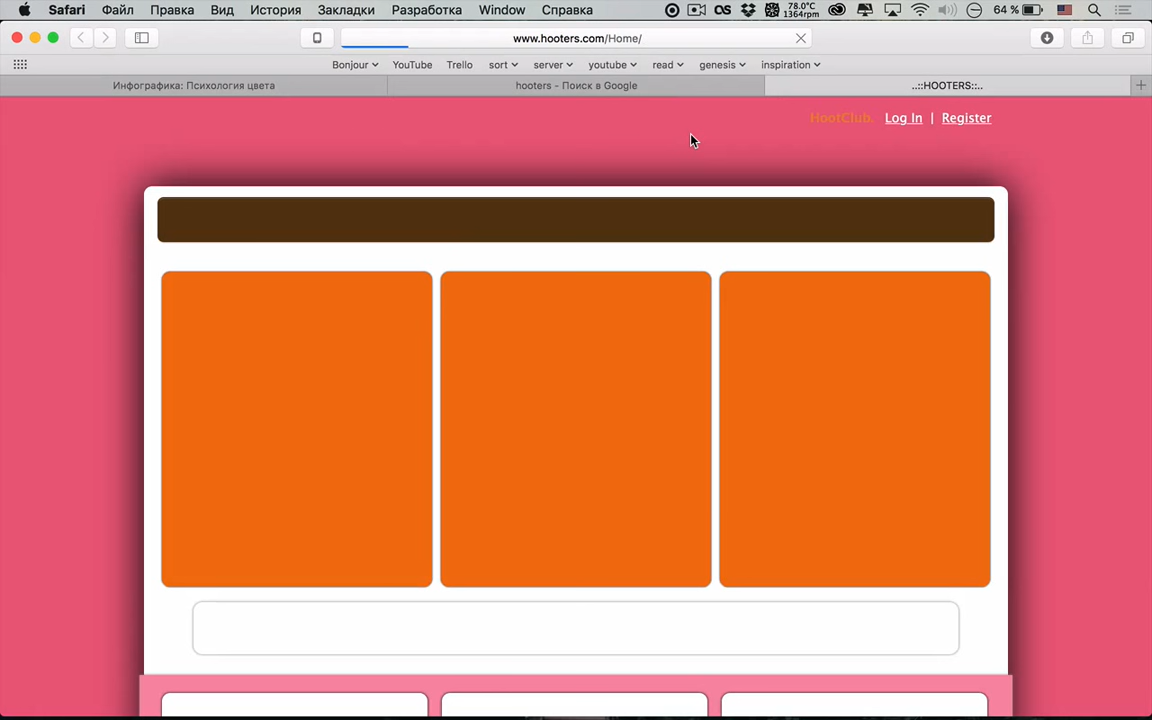 Safari Файл Правка Вид История Закладки Разработка Window Справка OS 78.0°C 1364rpm 64 %
www.hooters.com/Home/
Bonjour YouTube Trello sort server youtube read genesis inspiration
Инфографика: Психология цвета hooters - Поиск в Google ..::HOOTERS::..
HootClub. Log In | Register